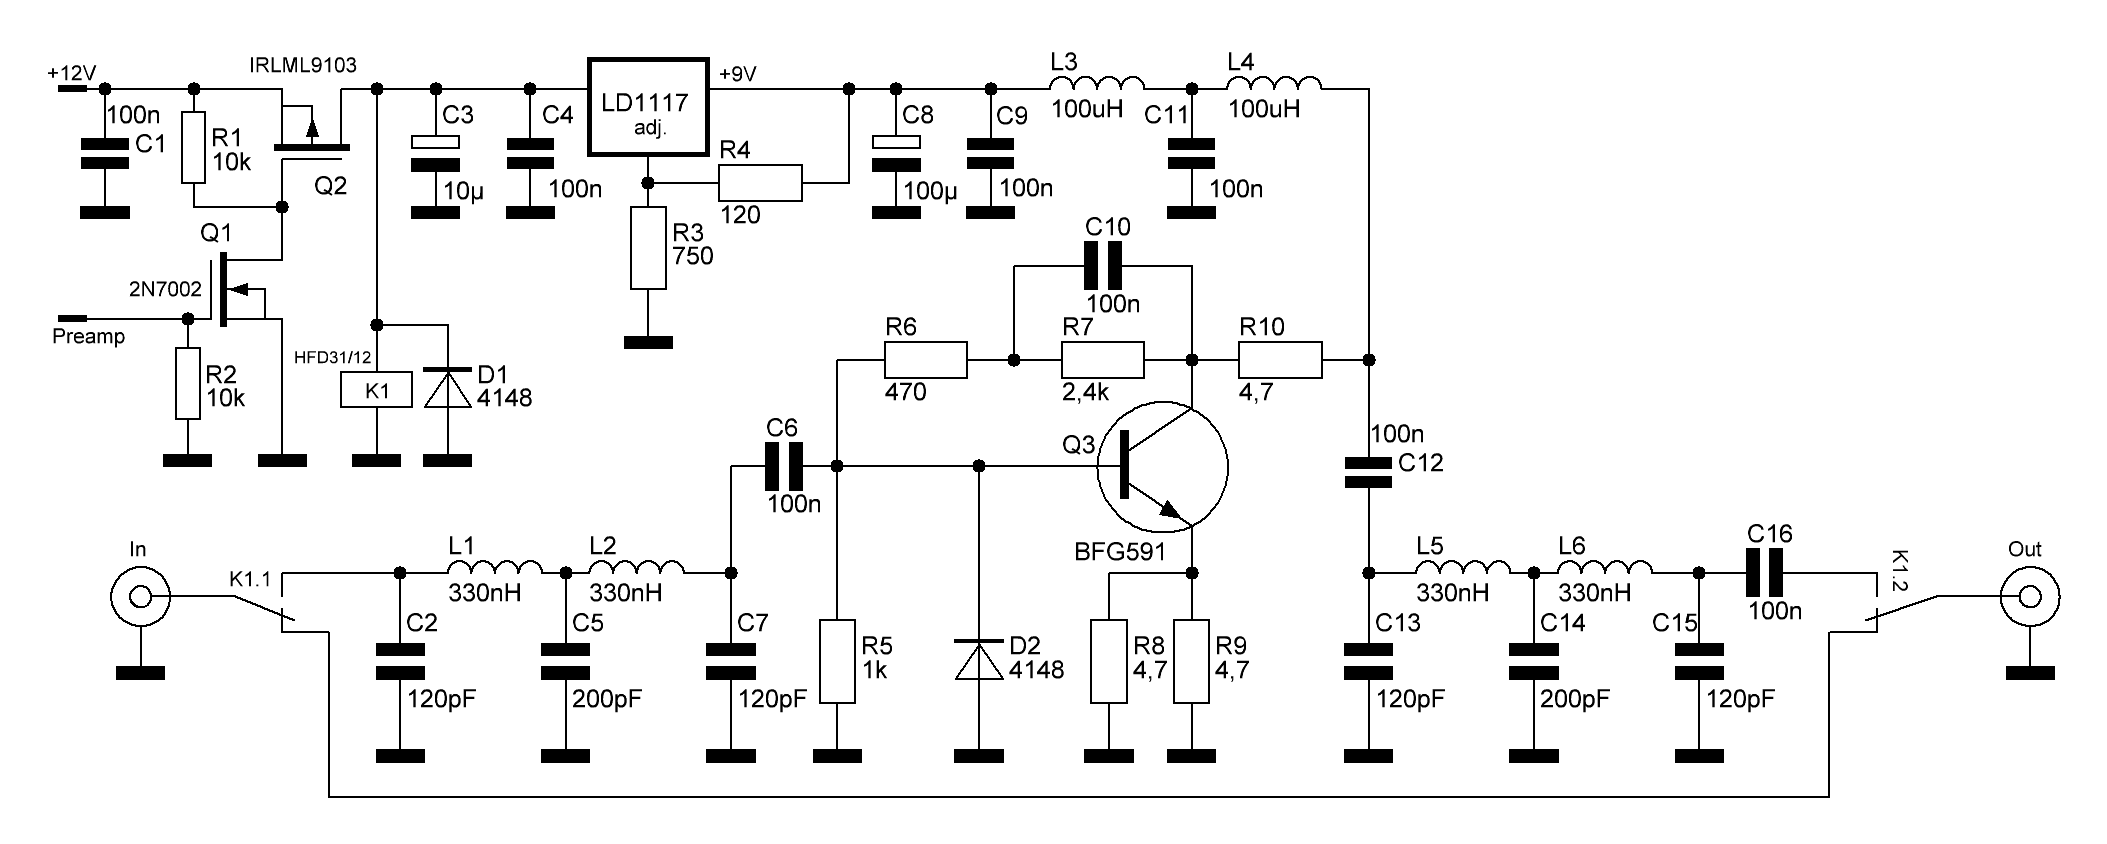 +12V
100n
C1
R1
10k
IRLML9103
Q2
Q1
2N7002
Preamp
R2
10k
HFD31/12
K1
D1
4148
C3
10µ
C4
100n
LD1117
adj.
+9V
R4
120
R3
750
C8
100µ
C9
100n
L3
100uH
C11
100n
L4
100uH
C10
100n
R6
470
R7
2,4k
R10
4,7
100n
C12
C6
100n
Q3
BFG591
In
K1.1
L1
330nH
L2
330nH
C2
120pF
C5
200pF
C7
120pF
R5
1k
D2
4148
R8
4,7
R9
4,7
L5
330nH
L6
330nH
C13
120pF
C14
200pF
C15
120pF
C16
100n
K1.2
Out